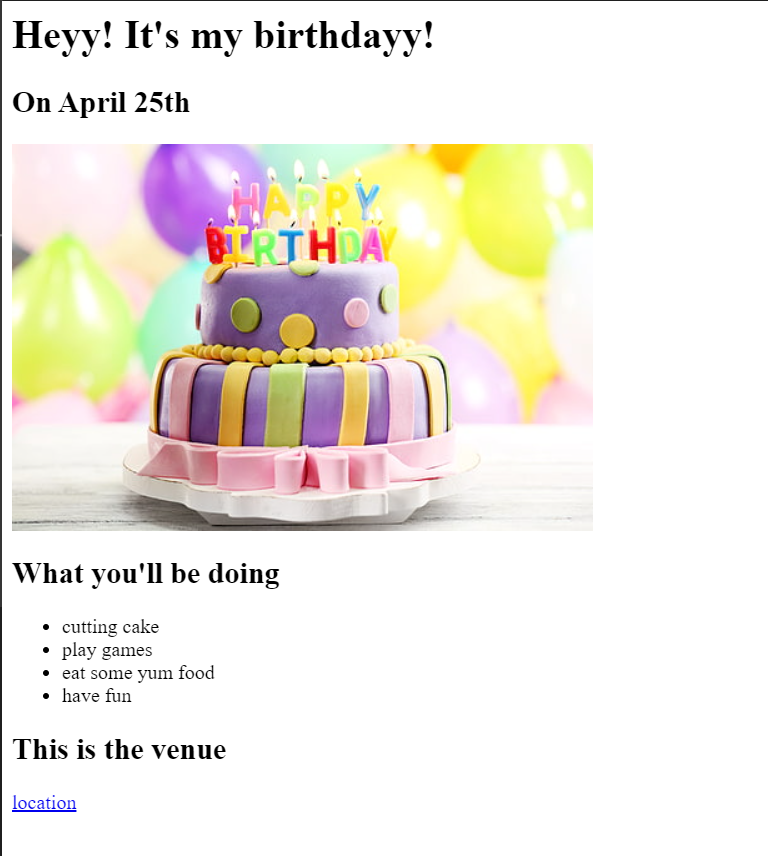 Heyy! It's my birthdayy!
On April 25th
HAPPY
BIRTHDAY
What you'll be doing
cutting cake
play games
eat some yum food
have fun
This is the venue
location